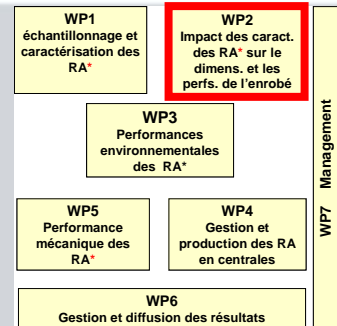 WP1
échantillonnage et
caractérisation des
RA*
WP2
Impact des caract.
des RA* sur le
dimens. et les
perfs. de l'enrobé
WP3
Performances
environnementales
des RA*
WP5
Performance
mécanique des
RA*
WP4
Gestion et
production des RA
en centrales
WP6
Gestion et diffusion des résultats
WP7 Management